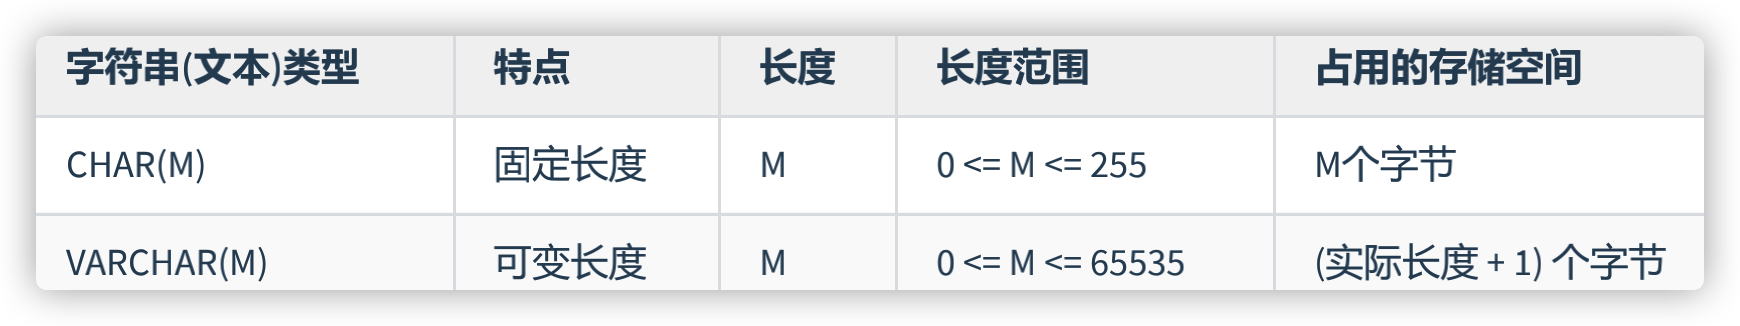 字符串(文本)类型 特点 长度 长度范围 占用的存储空间
CHAR(M) 固定长度 M 0 <= M <= 255 M个字节
VARCHAR(M) 可变长度 M 0 <= M <= 65535 (实际长度 + 1) 个字节